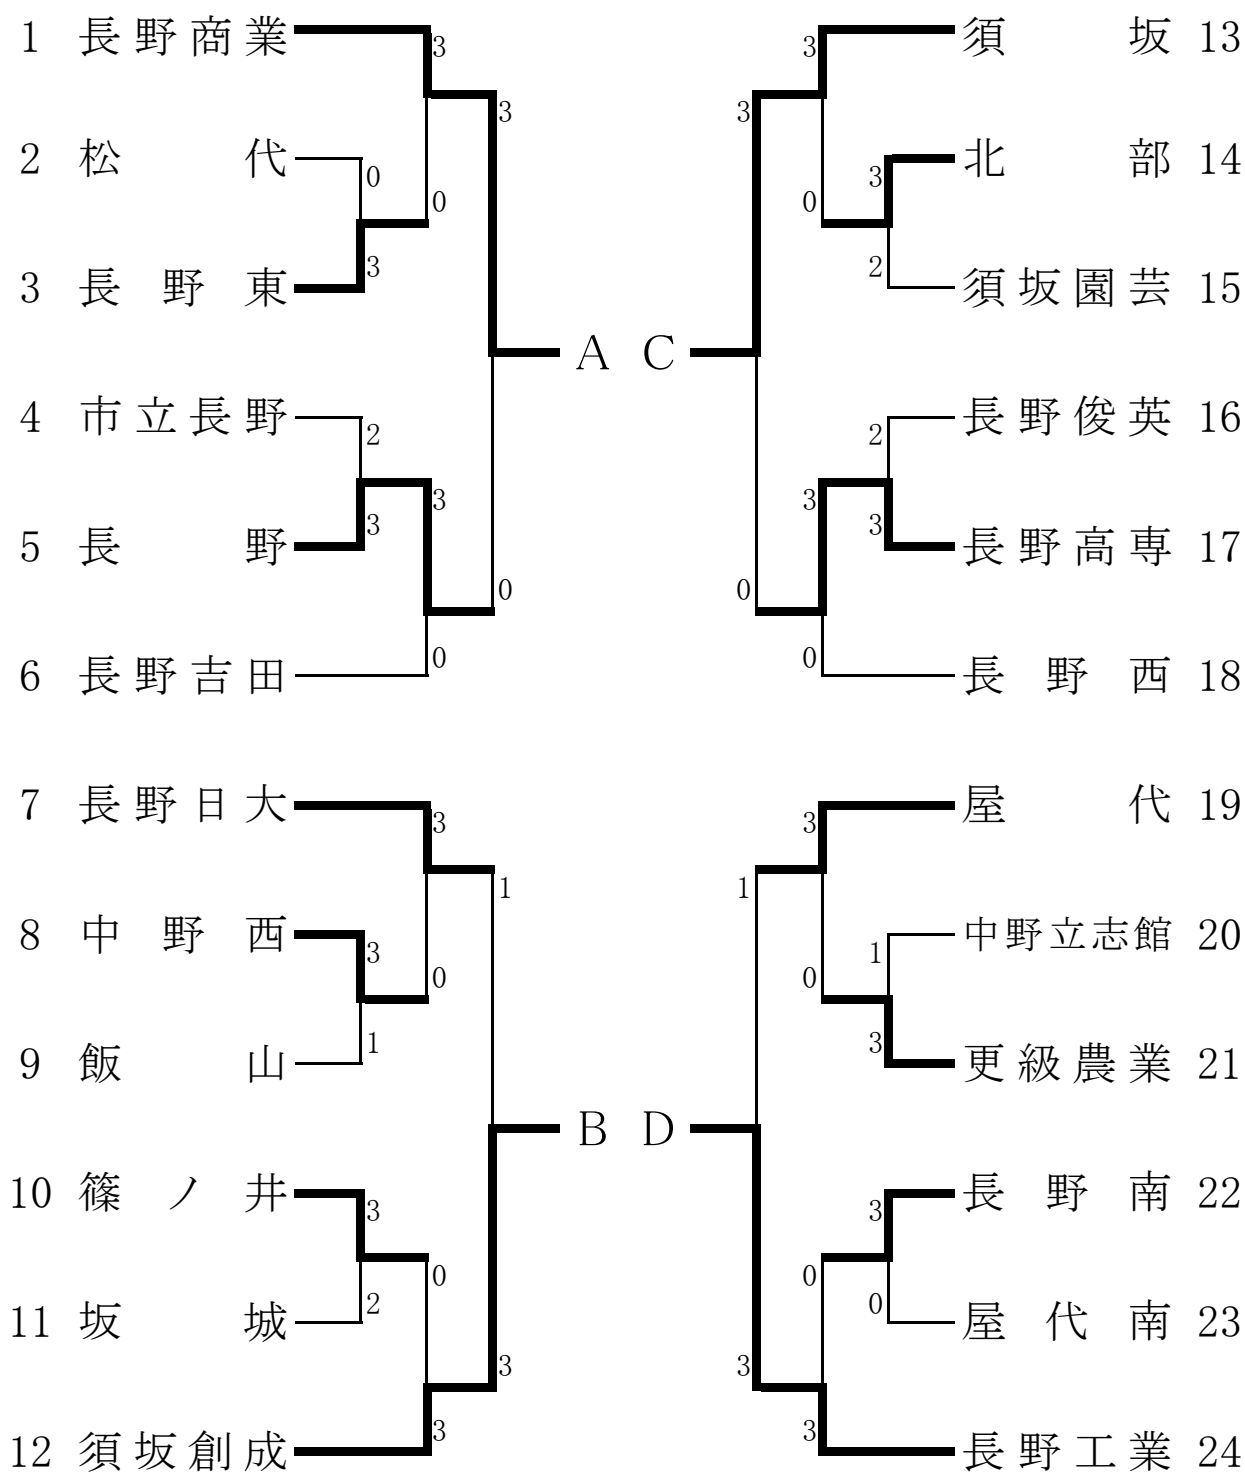 1 長野商業 3 3 須坂 13
3 3
2 松代 北部 14
0 3
0 0
3 3 2
長野東 須坂園芸 15
A C
4 市立長野 長野俊英 16
2 2
3 3
5 長野 3 3 長野高専 17
0 0
6 長野吉田 0 0 長野西 18
7 長野日大 屋代 19
3 3
1 1
8 中野西 中野立志館 20
3 1
0 0
9 飯山 1 3 更級農業 21
B D
10 篠ノ井 長野南 22
3 3
0 0
11 坂城 2 0 屋代南 23
3 3
12 須坂創成 3 3 長野工業 24